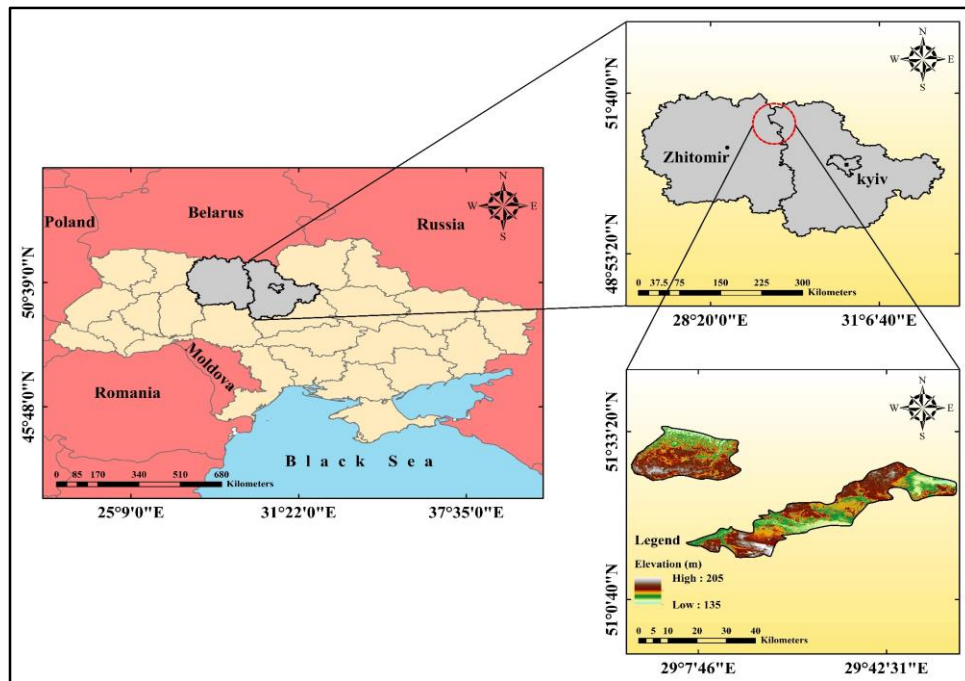 N
W E
S
Poland
Belarus
Russia
Moldova
Romania
Black Sea
50°39'0"N
45°48'0"N
0 85 170 340 510 680
Kilometers
25°9'0"E 31°22'0"E 37°35'0"E
N
W E
S
51°40'0"N
48°53'20"N
Zhitomir
kyiv
0 37.5 75 150 225 300
Kilometers
28°20'0"E 31°6'40"E
N
W E
S
51°33'20"N
51°0'40"N
Legend
Elevation (m)
High : 205
Low : 135
0 5 10 20 30 40
Kilometers
29°7'46"E 29°42'31"E